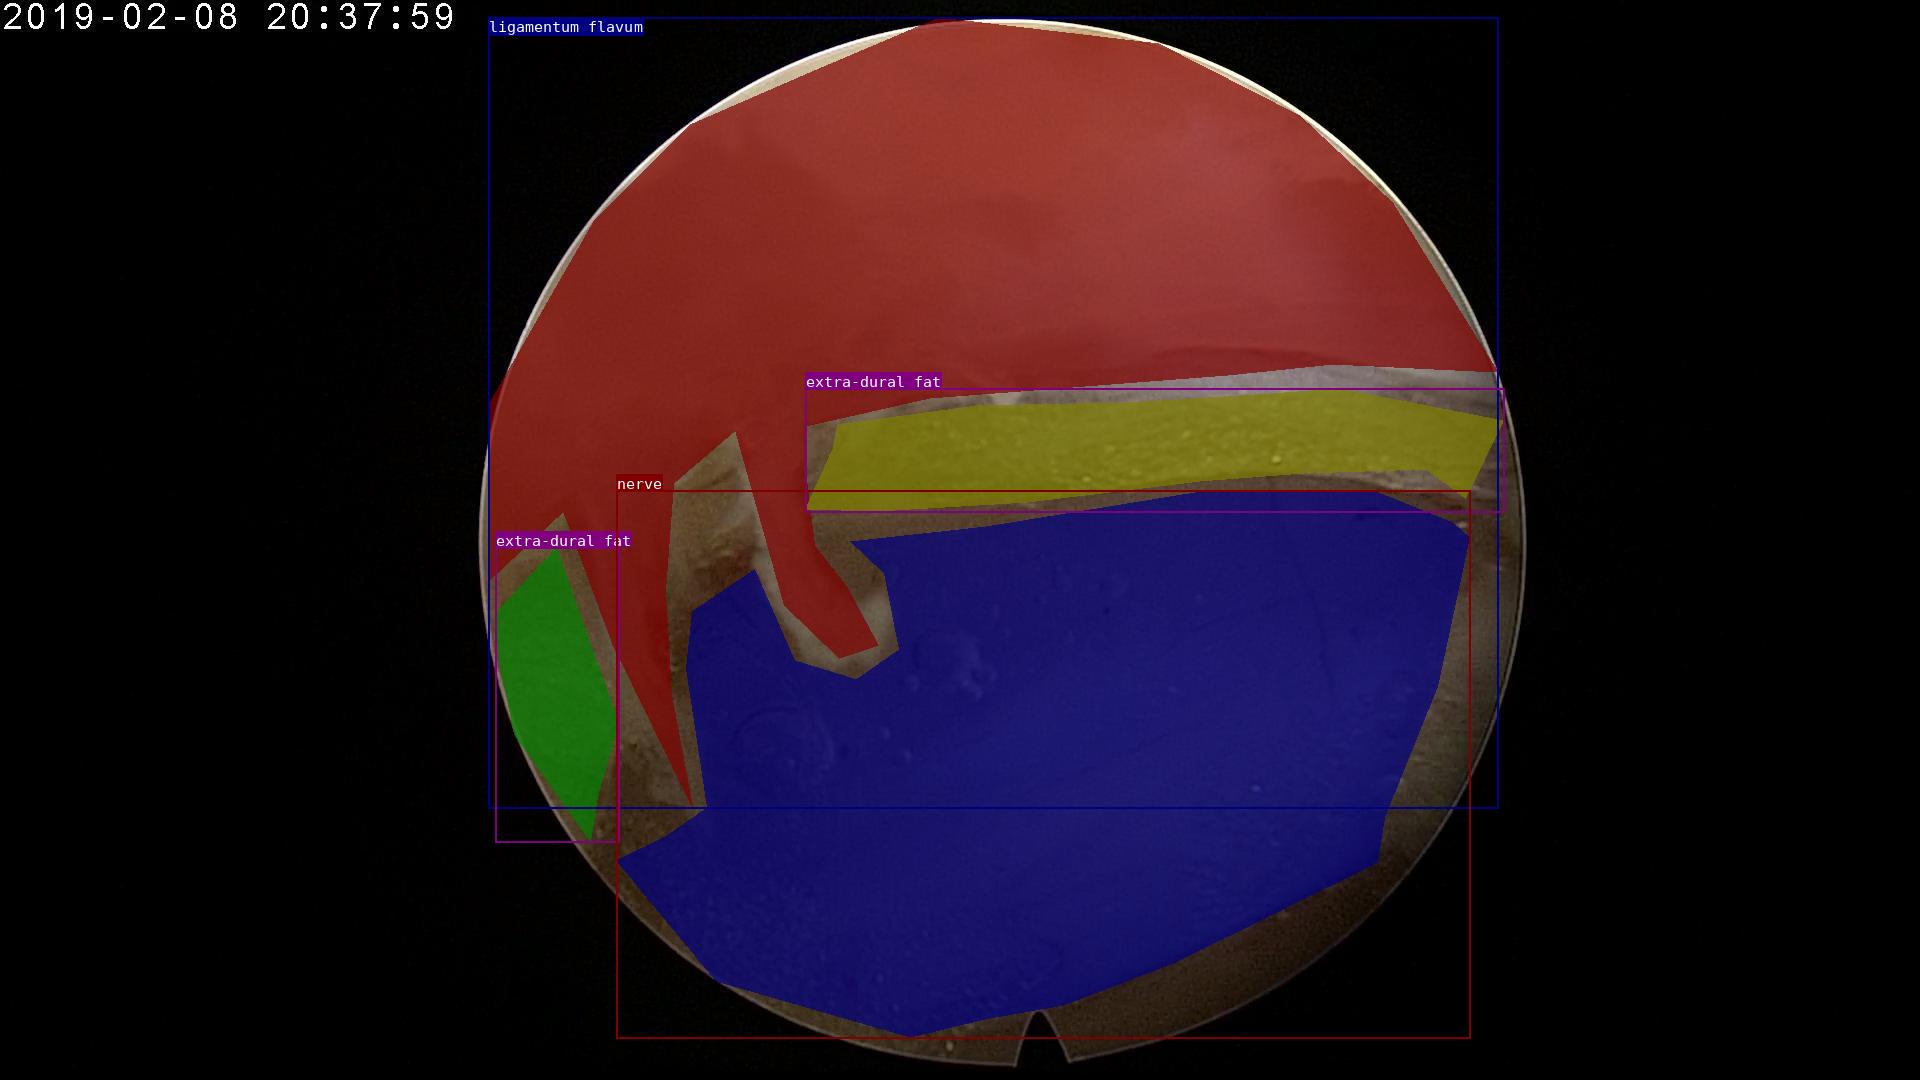 2019-02-08 20:37:59
ligamentum flavum
extra-dural fat
nerve
extra-dural fat